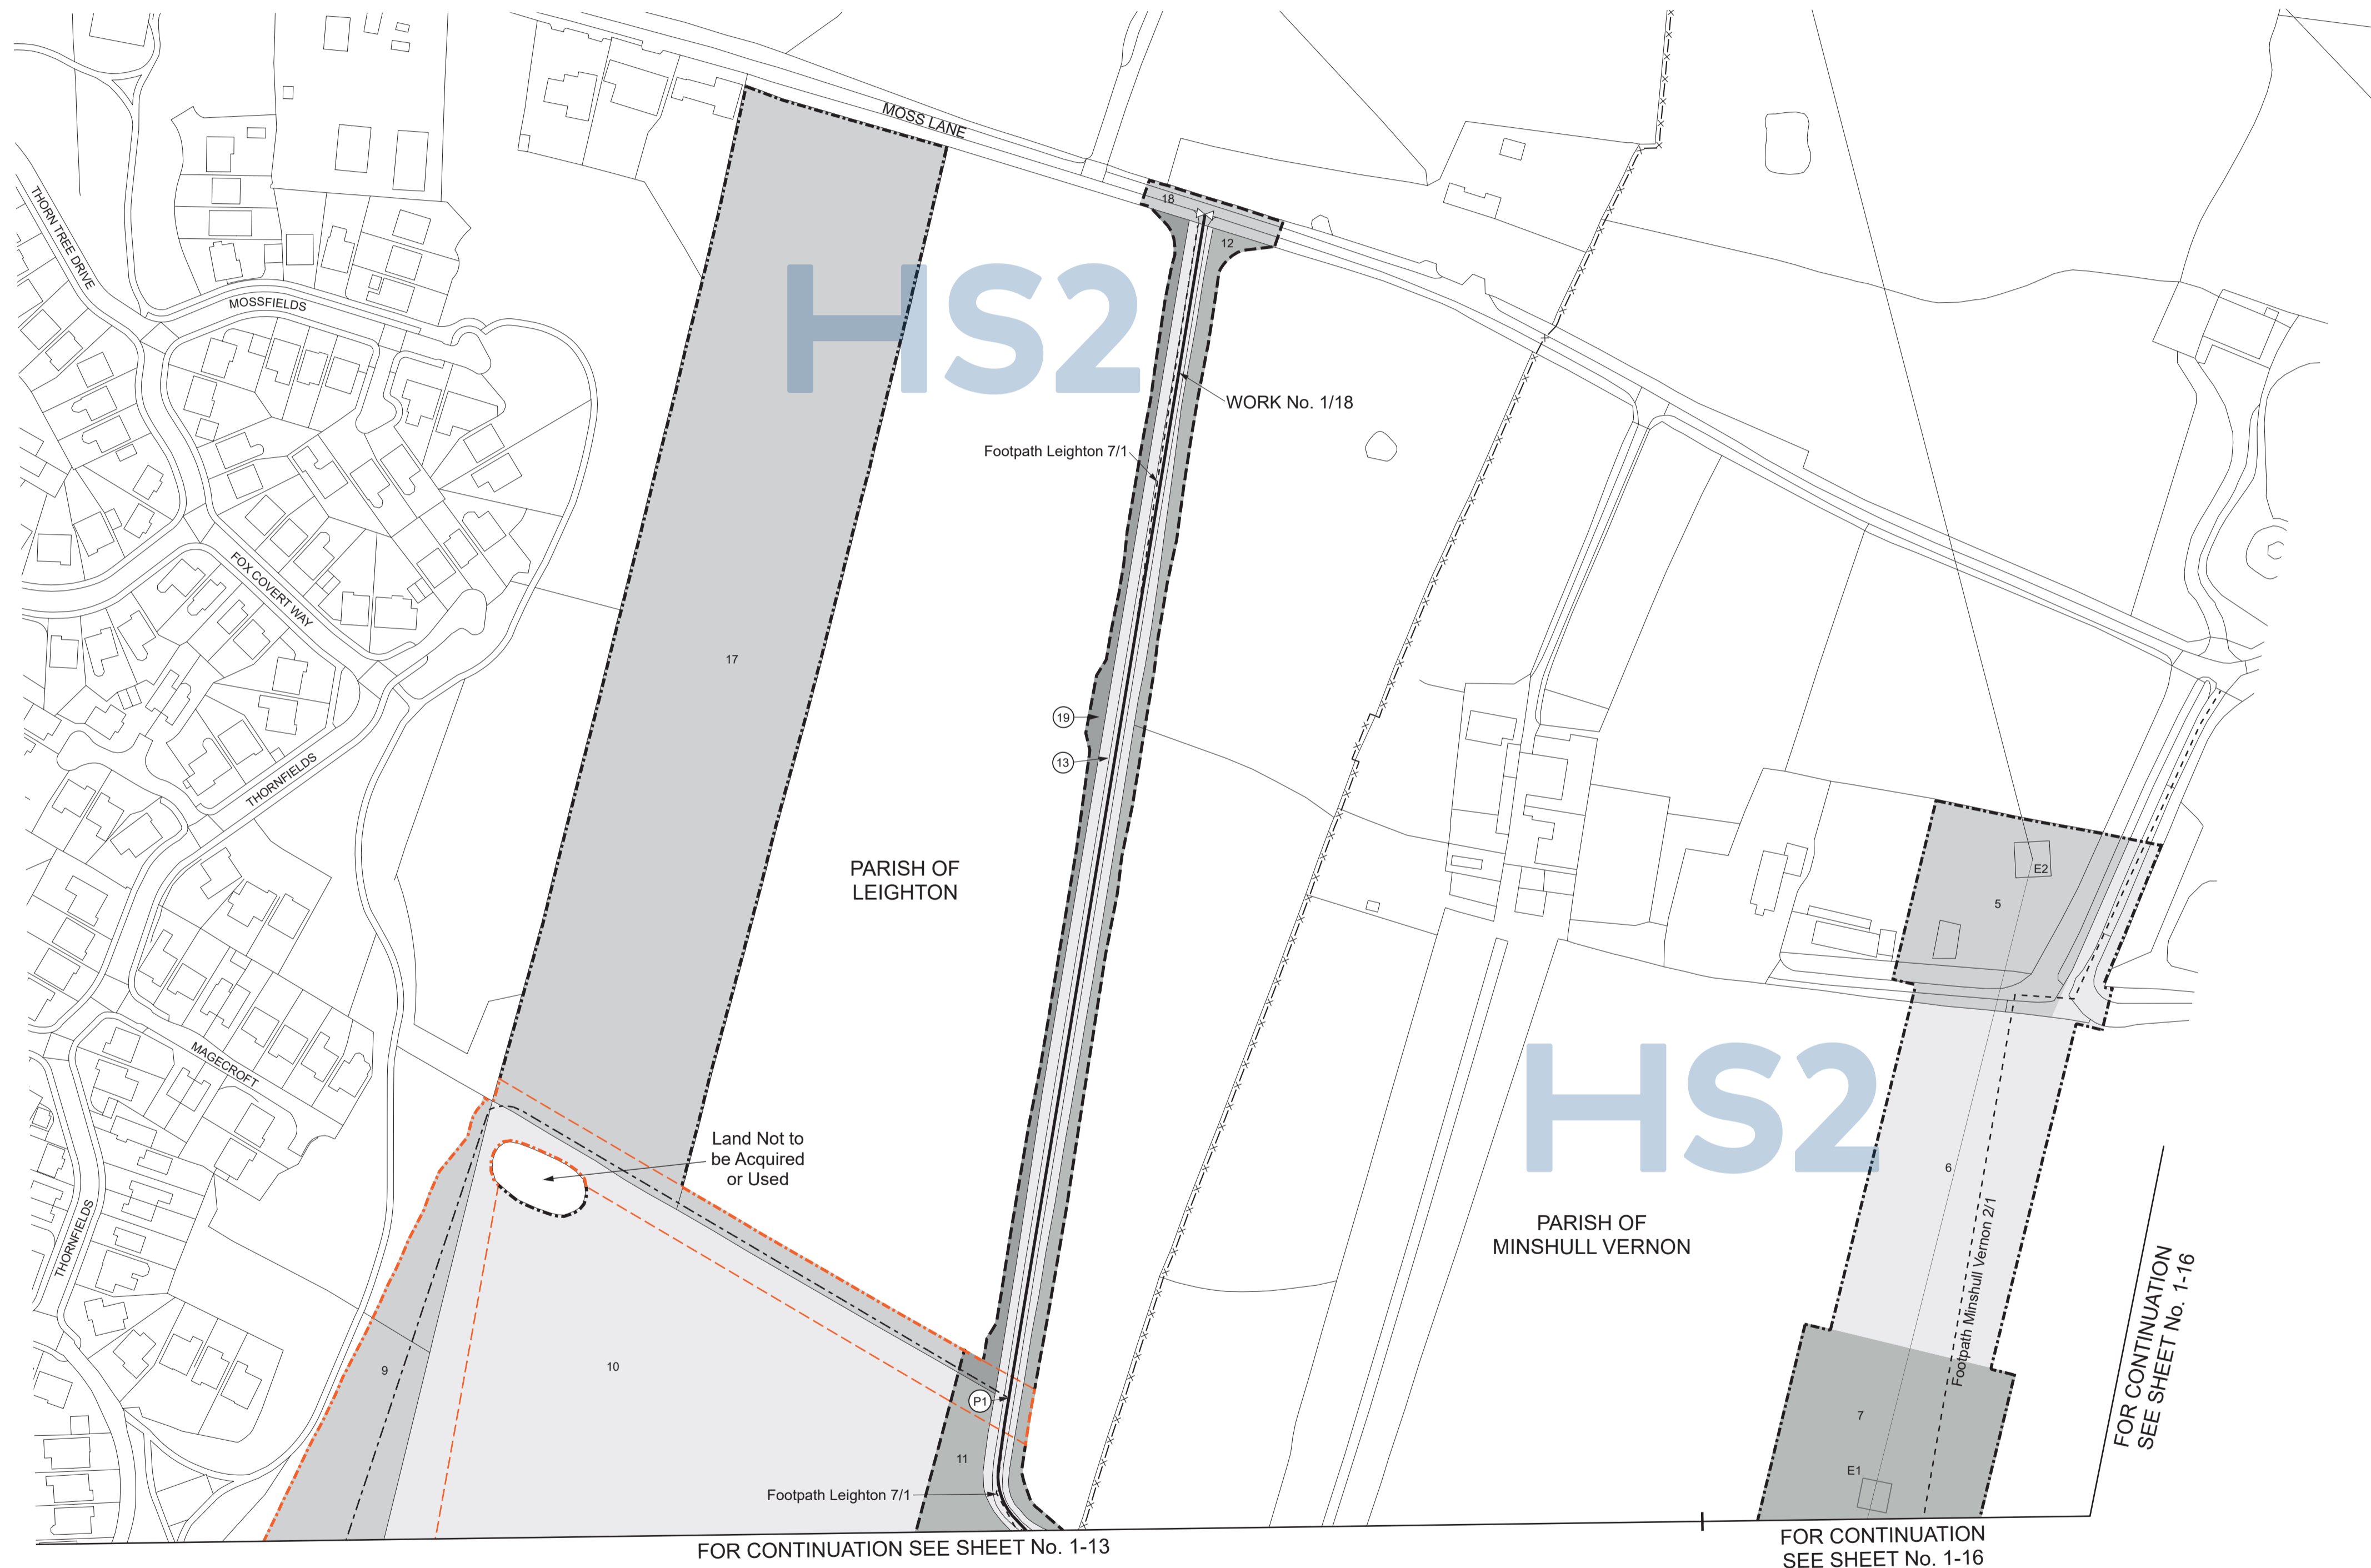 MOSS LANE
18
12
THORN TREE DRIVE
MOSSFIELDS
HS2
WORK No. 1/18
Footpath Leighton 7/1
FOX COVERT WAY
17
19
13
THORNFIELDS
PARISH OF
LEIGHTON
E2
5
MAGECROFT
HS2
Land Not to
be Acquired
or Used
6
THORNFIELDS
PARISH OF
MINSHULL VERNON
Footpath Minshull Vernon 2/1
FOR CONTINUATION
SEE SHEET No. 1-16
9
10
P1
7
11
E1
Footpath Leighton 7/1
FOR CONTINUATION SEE SHEET No. 1-13
FOR CONTINUATION
SEE SHEET No. 1-16